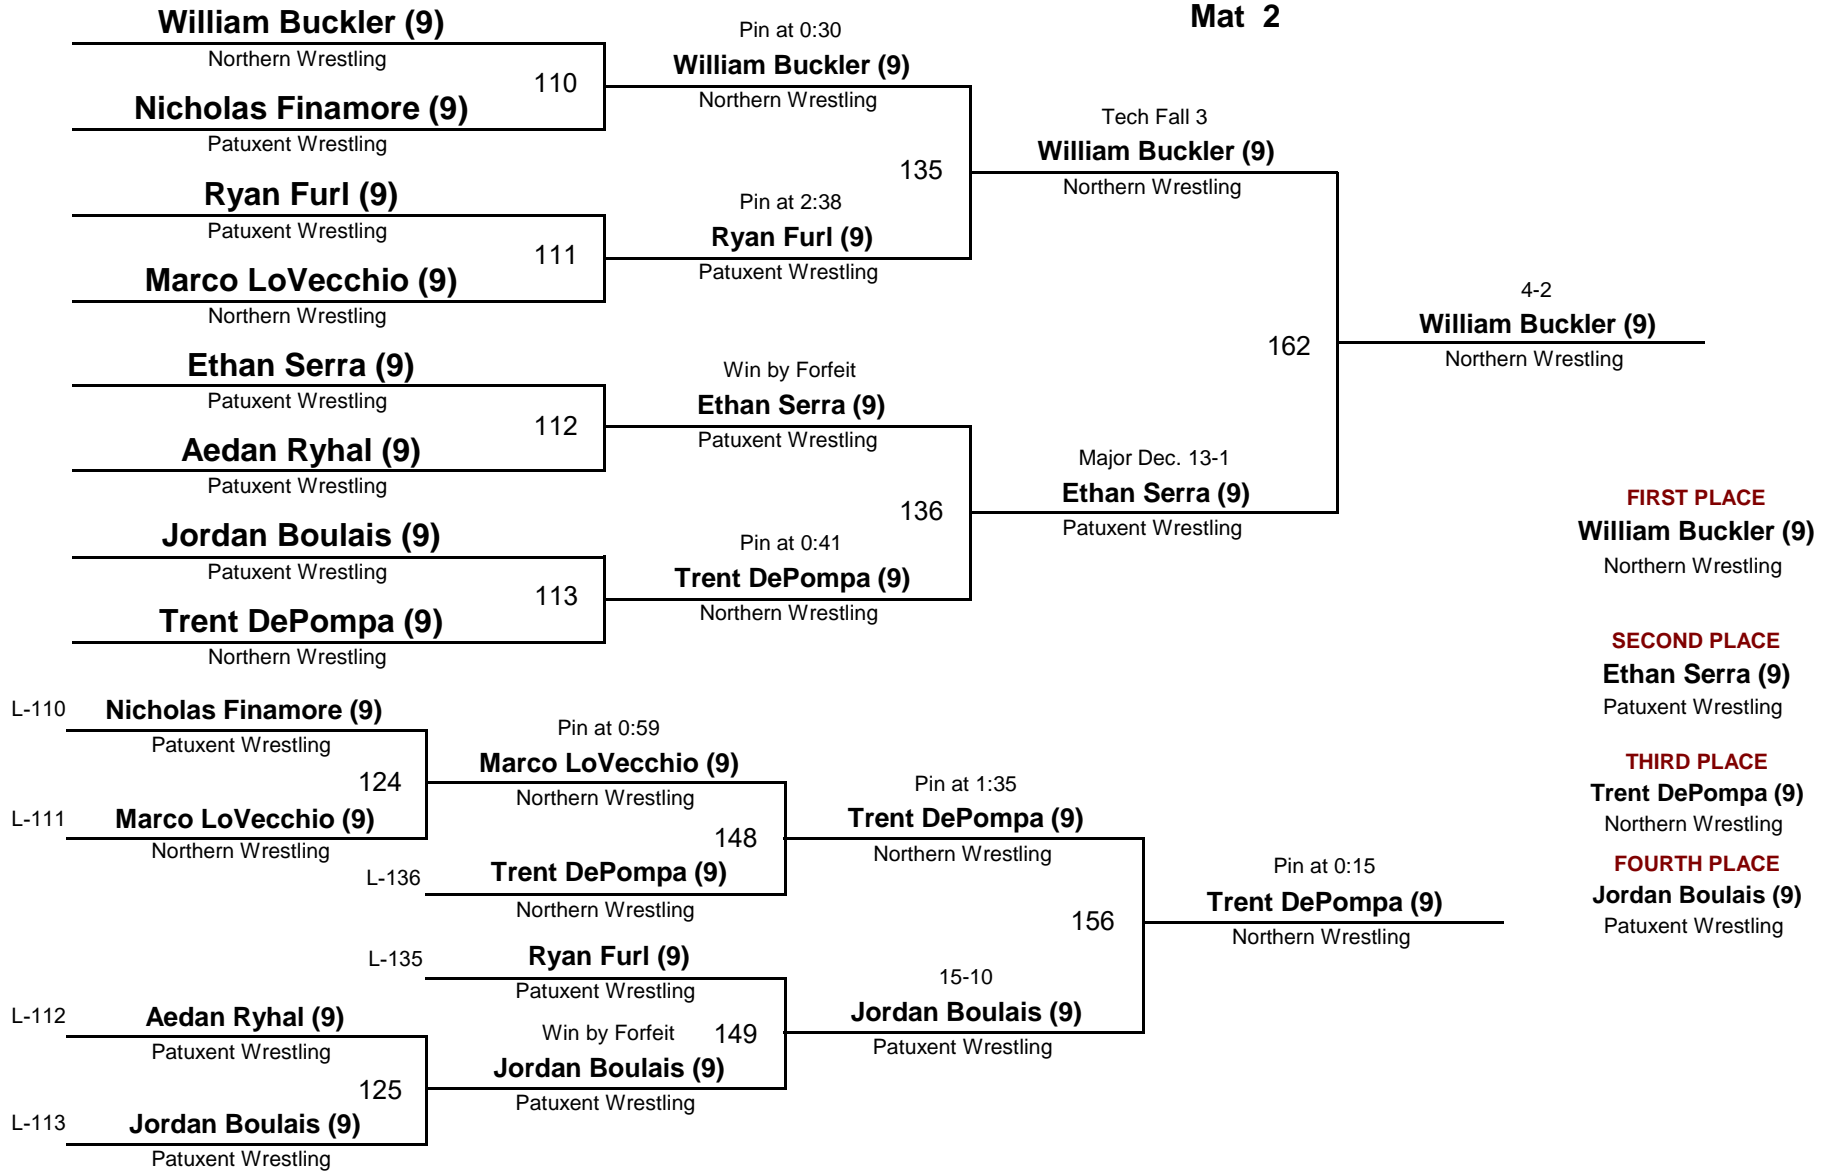 Mat 2
William Buckler (9)
Northern Wrestling
110
Nicholas Finamore (9)
Patuxent Wrestling
Ryan Furl (9)
Patuxent Wrestling
111
Marco LoVecchio (9)
Northern Wrestling
Ethan Serra (9)
Patuxent Wrestling
112
Aedan Ryhal (9)
Patuxent Wrestling
Jordan Boulais (9)
Patuxent Wrestling
113
Trent DePompa (9)
Northern Wrestling
Pin at 0:30
William Buckler (9)
Northern Wrestling
135
Pin at 2:38
Ryan Furl (9)
Patuxent Wrestling
Win by Forfeit
Ethan Serra (9)
Patuxent Wrestling
136
Pin at 0:41
Trent DePompa (9)
Northern Wrestling
Tech Fall 3
William Buckler (9)
Northern Wrestling
162
Major Dec. 13-1
Ethan Serra (9)
Patuxent Wrestling
4-2
William Buckler (9)
Northern Wrestling
FIRST PLACE
William Buckler (9)
Northern Wrestling
SECOND PLACE
Ethan Serra (9)
Patuxent Wrestling
THIRD PLACE
Trent DePompa (9)
Northern Wrestling
FOURTH PLACE
Jordan Boulais (9)
Patuxent Wrestling
L-110
Nicholas Finamore (9)
Patuxent Wrestling
124
L-111
Marco LoVecchio (9)
Northern Wrestling
L-112
Aedan Ryhal (9)
Patuxent Wrestling
125
L-113
Jordan Boulais (9)
Patuxent Wrestling
Pin at 0:59
Marco LoVecchio (9)
Northern Wrestling
148
L-136
Trent DePompa (9)
Northern Wrestling
L-135
Ryan Furl (9)
Patuxent Wrestling
149
Win by Forfeit
Jordan Boulais (9)
Patuxent Wrestling
Pin at 1:35
Trent DePompa (9)
Northern Wrestling
156
15-10
Jordan Boulais (9)
Patuxent Wrestling
Pin at 0:15
Trent DePompa (9)
Northern Wrestling